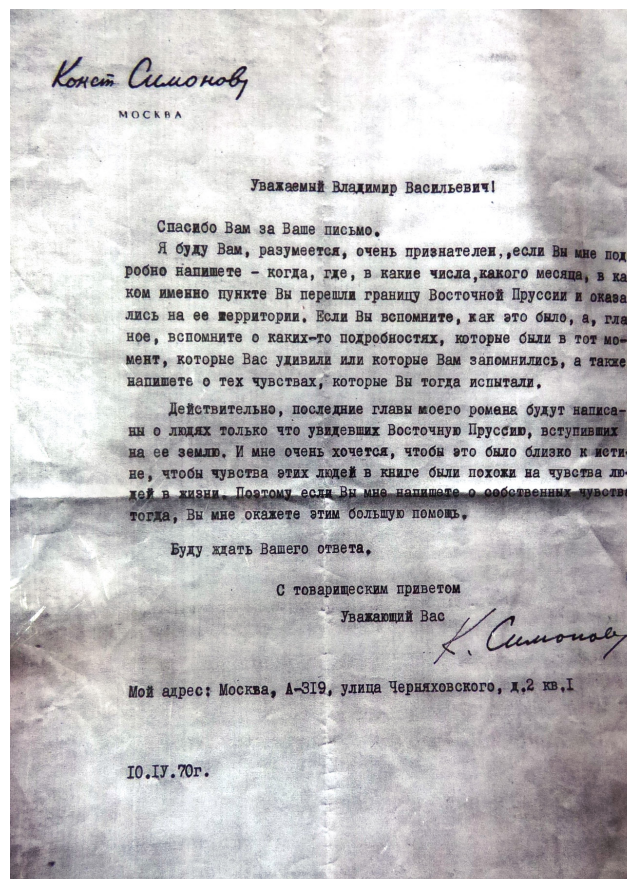 Конст Симонов
МОСКВА
Уважаемый Владимир Васильевич!
Спасибо Вам за Ваше письмо.
Я буду Вам, разумеется, очень признателен,,если Вы мне под
робно напишете - когда, где, в какие числа,какого месяца, в ка
ком именно пункте Вы перешли границу Восточной Пруссии и оказа
лись на ее территории. Если Вы вспомните, как это было, а, гла
ное, вспомните о каких-то подробностях, которые были в тот мо-
мент, которые Вас удивили или которые Вам запомнились, а также
напишете о тех чувствах, которые Вы тогда испытали.
Действительно, последние главы моего романа будут написа-
ны о людях только что увидевших Восточную Пруссию, вступивших
на ее землю. И мне очень хочется, чтобы это было близко к исти-
не, чтобы чувства этих людей в книге были похожи на чувства лю-
дей в жизни. Поэтому если Вы мне напишете о собственных чувств
тогда, Вы мне окажете этим большую помощь.
Буду ждать Вашего ответа.
С товарищеским приветом
Уважающий Вас
К. Симонов
Мой адрес: Москва, А-319, улица Черняховского, д.2 кв.I
IO.IУ.70г.